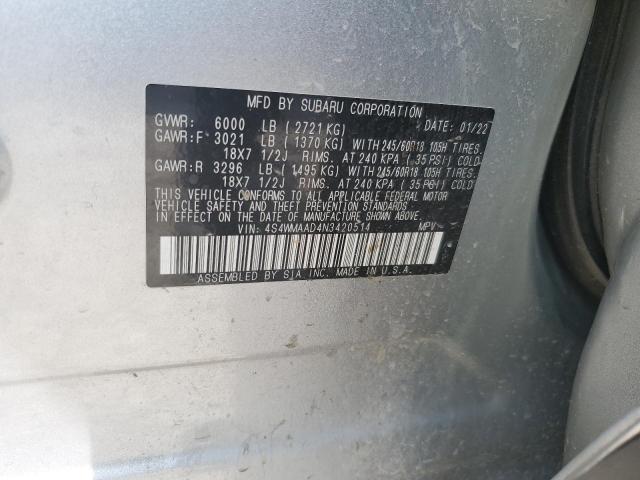 MFD BY SUBARU CORPORATION
GVWR: 6000 LB (2721 KG) DATE: 01/22
GAWR:F 3021 LB (1370 KG) WITH 245/60R18 105H TIRES.
18X7 1/2J RIMS. AT 240 KPA (35 PSI) COLD
GAWR:R 3296 LB (1495 KG) WITH 245/60R18 105H TIRES.
18X7 1/2J RIMS. AT 240 KPA (35 PSI) COLD
THIS VEHICLE CONFORMS TO ALL APPLICABLE FEDERAL MOTOR
VEHICLE SAFETY AND THEFT PREVENTION STANDARDS
IN EFFECT ON THE DATE OF MANUFACTURE SHOWN ABOVE.
VIN: 4S4WMAAD4N3420514 MPV
ASSEMBLED BY SIA, INC. IN U.S.A.